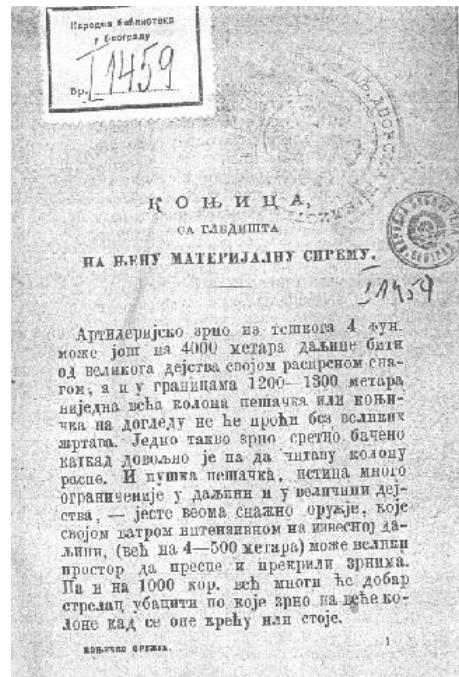 Народна библиотека
у Београду
Бр. I 1459
КОЊИЦА,
СА ГЛЕДИШТА
НА ЊЕНУ МАТЕРИЈАЛНУ СПРЕМУ.
I 1459
Артилеријско зрно из тешкога 4 фун.
може још на 4000 метара даљине бити
од великога дејства својом распрсном сна-
гом, а и у границама 1200—1300 метара
ниједна већа колона пешачка или коњи-
чка на догледу не ће проћи без великих
жртава. Једно такво зрно сретно бачено
каткад довољно је па да читаву колону
распе. И пушка пешачка, истина много
ограниченије у даљини и у величини деј-
ства, — јесте веома снажно оружје, које
својом ватром интензивном на извесној да-
љини, (већ на 4—500 метара) може велики
простор да преспе и прекрили зрнима.
Па и на 1000 кор. већ многи ће добар
стрелац убацити по које зрно на веће ко-
лоне кад се оне крећу или стоје.
КОЊИЧКО ОРУЖЈЕ. 1